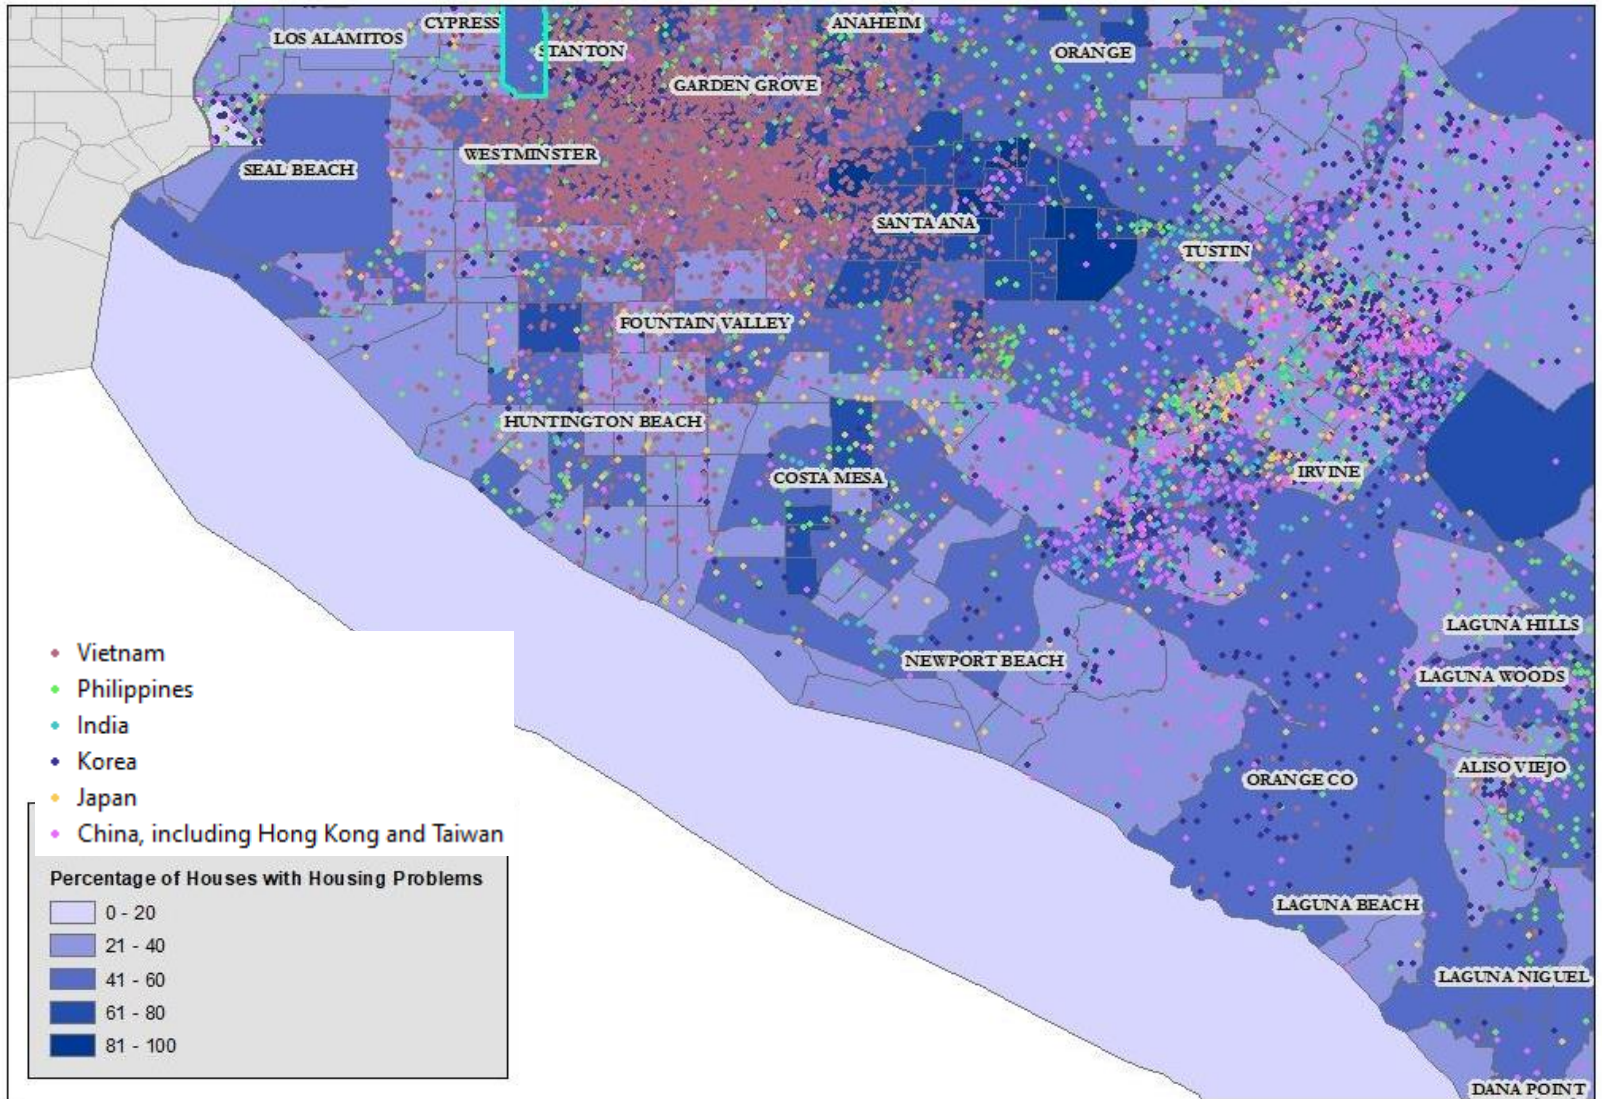 CYPRESS
ANAHEIM
LOS ALAMITOS
STANTON
ORANGE
GARDEN GROVE
WESTMINSTER
SEAL BEACH
SANTA ANA
TUSTIN
FOUNTAIN VALLEY
HUNTINGTON BEACH
COSTA MESA
IRVINE
LAGUNA HILLS
NEWPORT BEACH
LAGUNA WOODS
ALISO VIEJO
ORANGE CO
LAGUNA BEACH
LAGUNA NIGUEL
DANA POINT
Vietnam
Philippines
India
Korea
Japan
China, including Hong Kong and Taiwan
Percentage of Houses with Housing Problems
0 - 20
21 - 40
41 - 60
61 - 80
81 - 100